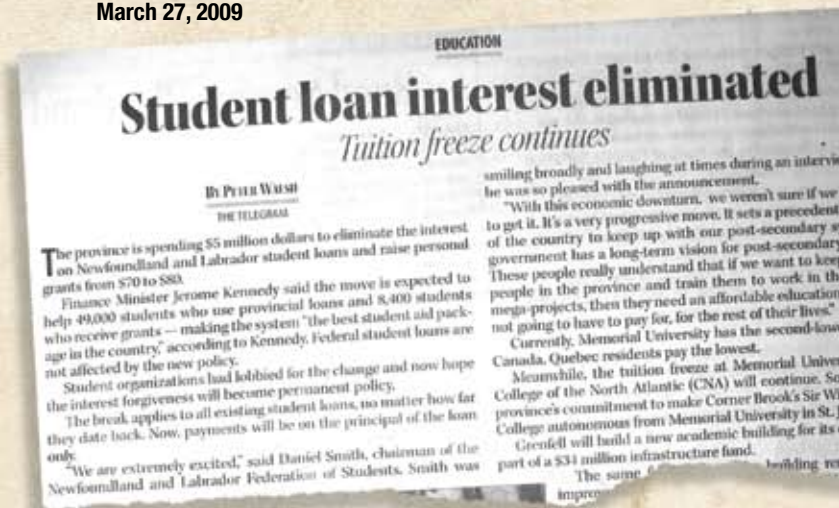 March 27, 2009
EDUCATION
Student loan interest eliminated
Tuition freeze continues
BY PETER WALSH
THE TELEGRAM
The province is spending $5 million dollars to eliminate the interest
on Newfoundland and Labrador student loans and raise personal
grants from $70 to $80.
Finance Minister Jerome Kennedy said the move is expected to
help 49,000 students who use provincial loans and 8,400 students
who receive grants — making the system "the best student aid pack-
age in the country," according to Kennedy. Federal student loans are
not affected by the new policy.
Student organizations had lobbied for the change and now hope
the interest forgiveness will become permanent policy.
The break applies to all existing student loans, no matter how far
they date back. Now, payments will be on the principal of the loan
only.
"We are extremely excited," said Daniel Smith, chairman of the
Newfoundland and Labrador Federation of Students. Smith was
smiling broadly and laughing at times during an
he was so pleased with the announcement.
"With this economic downturn, we weren't sure if we
to get it. It's a very progressive move. It sets a precedent
of the country to keep up with our post-secondary
government has a long-term vision for post-secondary
These people really understand that if we want to keep
people in the province and train them to work in
mega-projects, then they need an affordable education
not going to have to pay for, for the rest of their lives."
Currently, Memorial University has the
Canada. Quebec residents pay the lowest.
Meanwhile, the tuition freeze at Memorial
College of the North Atlantic (CNA) will continue.
province's commitment to make Corner Brook's Sir
College autonomous from Memorial University in St.
Grenfell will build a new academic building for its
part of a $34 million infrastructure fund.
The same
building